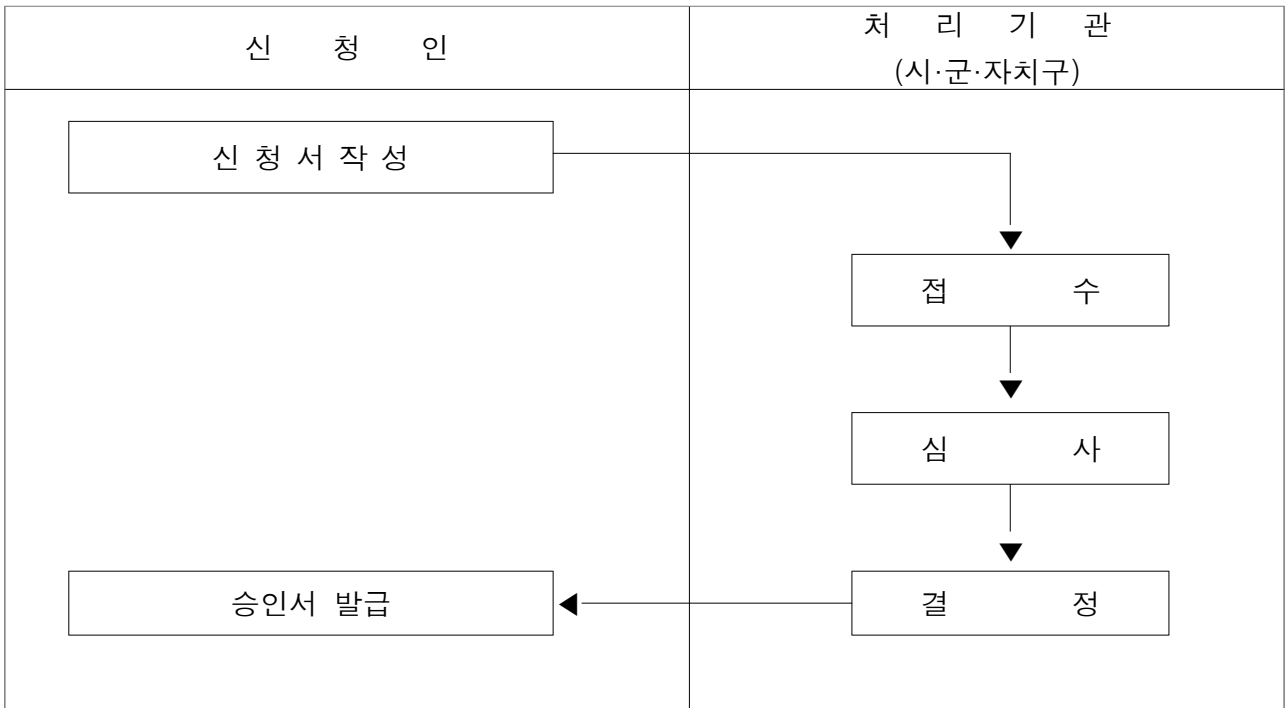 신 청 인
처 리 기 관
(시·군·자치구)
신 청 서 작 성
접 수
심 사
승인서 발급
결 정